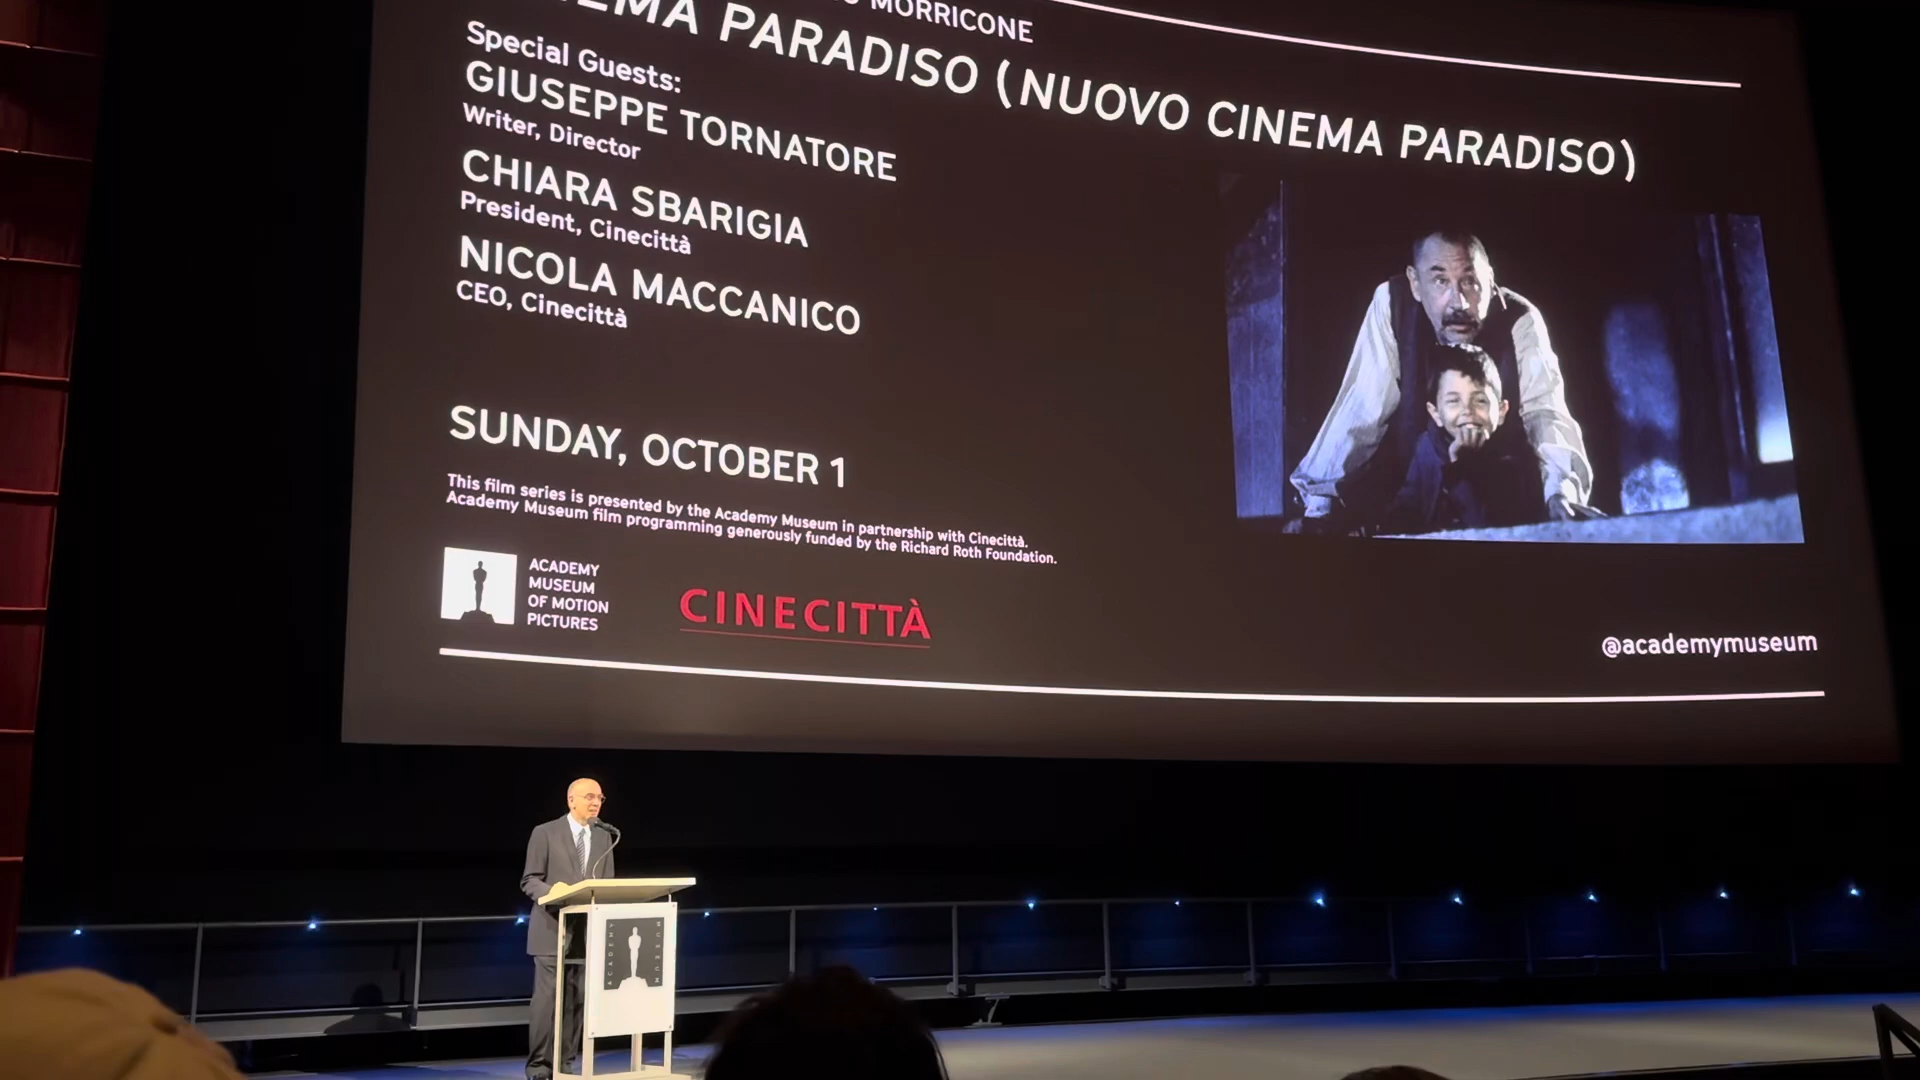 MORRICONE
PARADISO (NUOVO CINEMA PARADISO)
Special Guests:
GIUSEPPE TORNATORE
Writer, Director
CHIARA SBARIGIA
President, Cinecittà
NICOLA MACCANICO
CEO, Cinecittà
SUNDAY, OCTOBER 1
This film series is presented by the Academy Museum in partnership with Cinecittà.
Academy Museum film programming generously funded by the Richard Roth Foundation.
ACADEMY
MUSEUM
OF MOTION
PICTURES
CINECITTÀ
@academymuseum
ACADEMY
MUSEUM